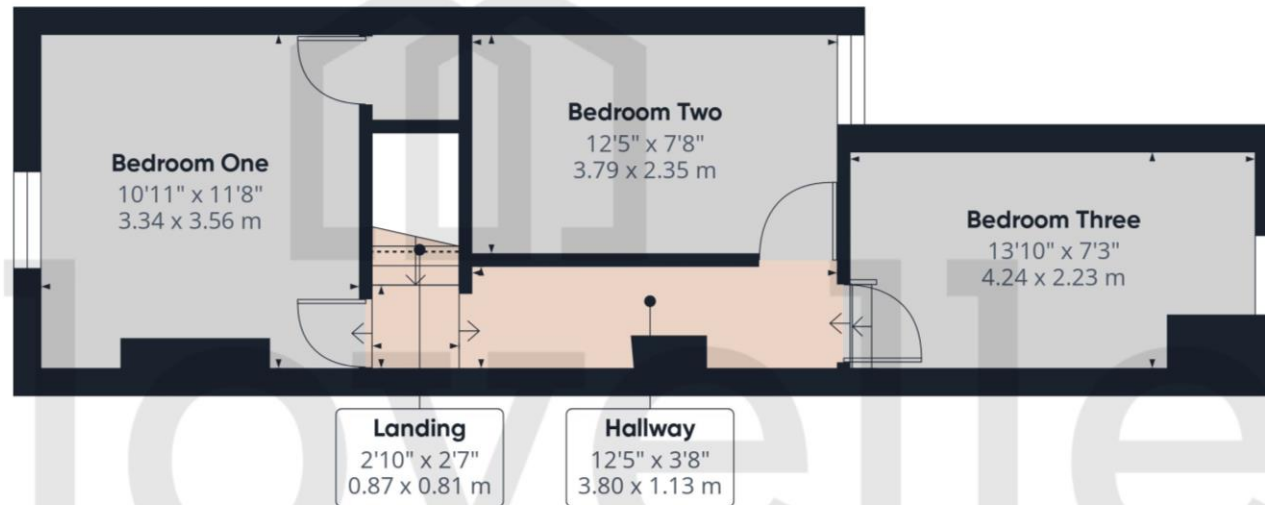 Bedroom One
10'11" x 11'8"
3.34 x 3.56 m
Bedroom Two
12'5" x 7'8"
3.79 x 2.35 m
Bedroom Three
13'10" x 7'3"
4.24 x 2.23 m
Landing
2'10" x 2'7"
0.87 x 0.81 m
Hallway
12'5" x 3'8"
3.80 x 1.13 m
lovelle